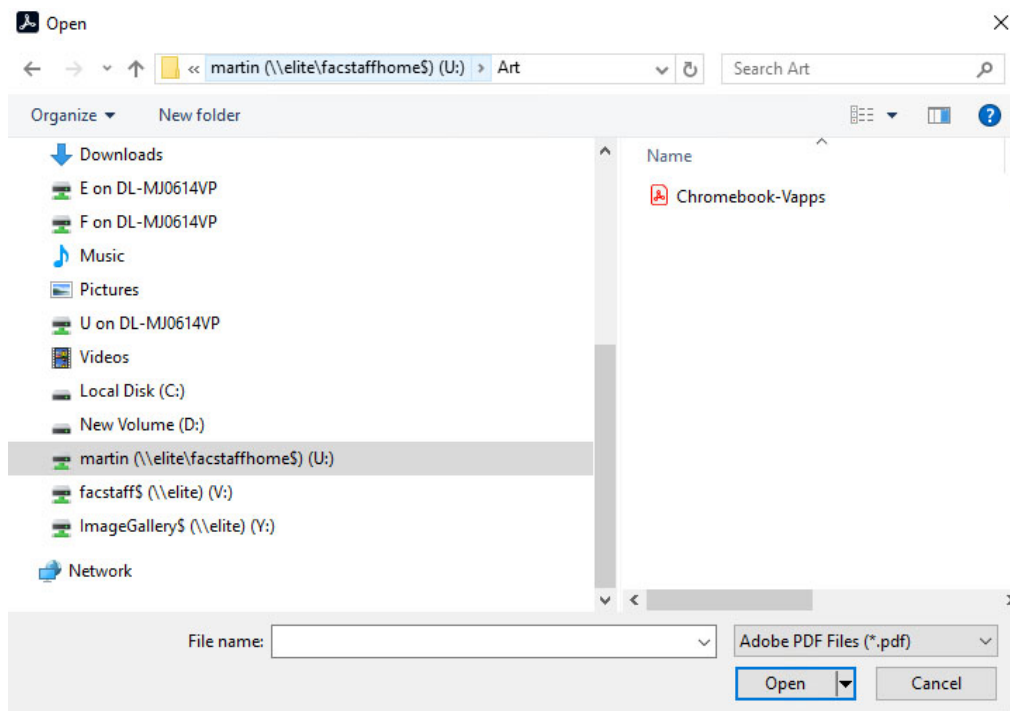 Open
« martin (\\elite\facstaffhome$) (U:) > Art
Search Art
Organize
New folder
Downloads
E on DL-MJ0614VP
F on DL-MJ0614VP
Music
Pictures
U on DL-MJ0614VP
Videos
Local Disk (C:)
New Volume (D:)
martin (\\elite\facstaffhome$) (U:)
facstaff$ (\\elite) (V:)
ImageGallery$ (\\elite) (Y:)
Network
Name
Chromebook-Vapps
File name:
Adobe PDF Files (*.pdf)
Open
Cancel